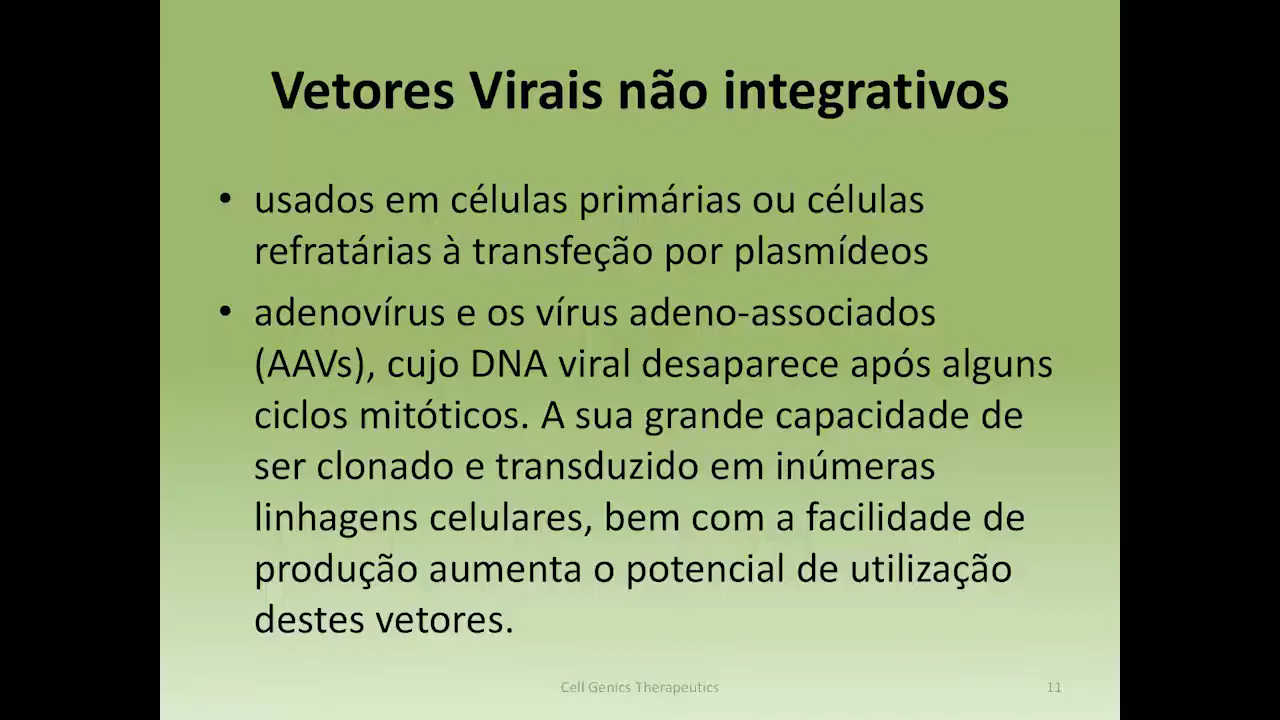 Vetores Virais não integrativos
• usados em células primárias ou células
refratárias à transfeção por plasmídeos
• adenovírus e os vírus adeno-associados
(AAVs), cujo DNA viral desaparece após alguns
ciclos mitóticos. A sua grande capacidade de
ser clonado e transduzido em inúmeras
linhagens celulares, bem com a facilidade de
produção aumenta o potencial de utilização
destes vetores.
Cell Genics Therapeutics
11